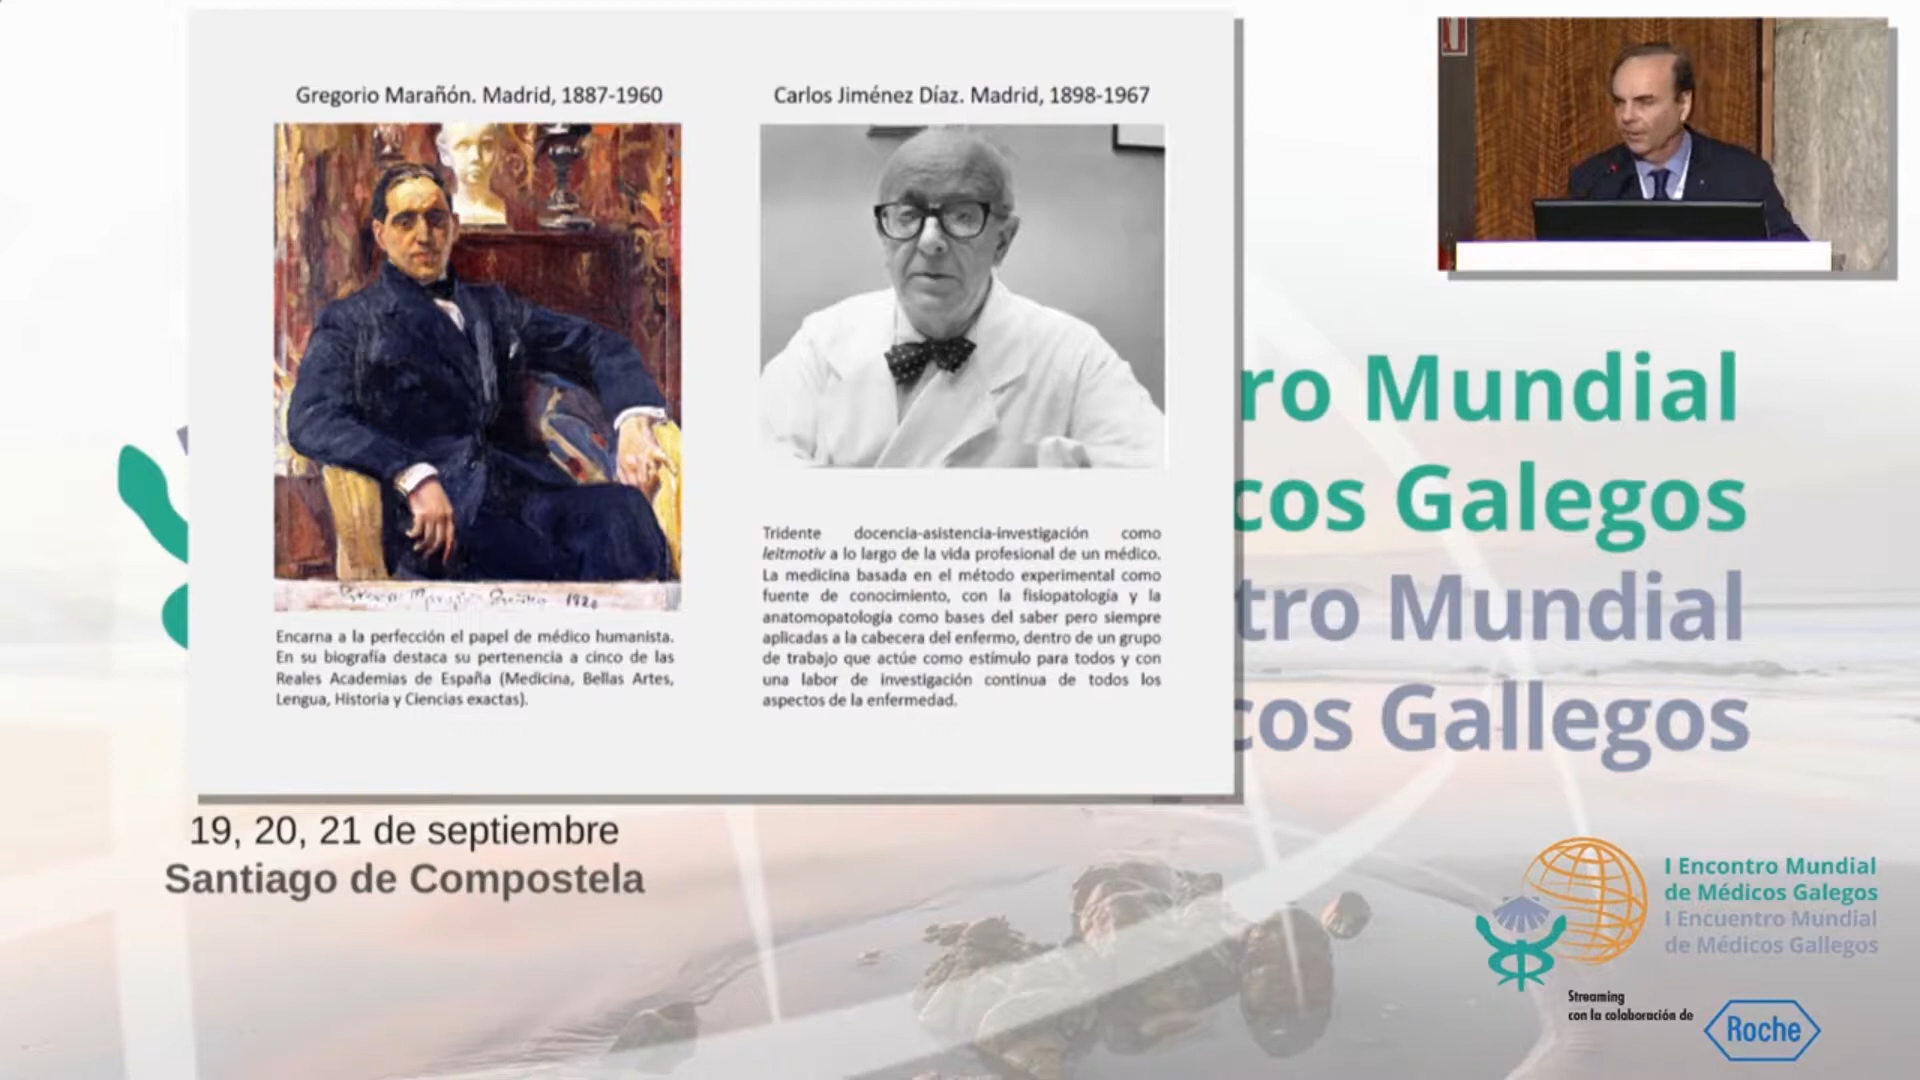 Gregorio Marañón. Madrid, 1887-1960
Encarna a la perfección el papel de médico humanista.
En su biografía destaca su pertenencia a cinco de las
Reales Academias de España (Medicina, Bellas Artes,
Lengua, Historia y Ciencias exactas).
Carlos Jiménez Díaz. Madrid, 1898-1967
Tridente docencia-asistencia-investigación como
leitmotiv a lo largo de la vida profesional de un médico.
La medicina basada en el método experimental como
fuente de conocimiento, con la fisiopatología y la
anatomopatología como bases del saber pero siempre
aplicadas a la cabecera del enfermo, dentro de un grupo
de trabajo que actúe como estímulo para todos y con
una labor de investigación continua de todos los
aspectos de la enfermedad.
ro Mundial
cos Galegos
tro Mundial
cos Gallegos
19, 20, 21 de septiembre
Santiago de Compostela
I Encontro Mundial
de Médicos Galegos
I Encuentro Mundial
de Médicos Gallegos
Streaming
con la colaboración de
Roche